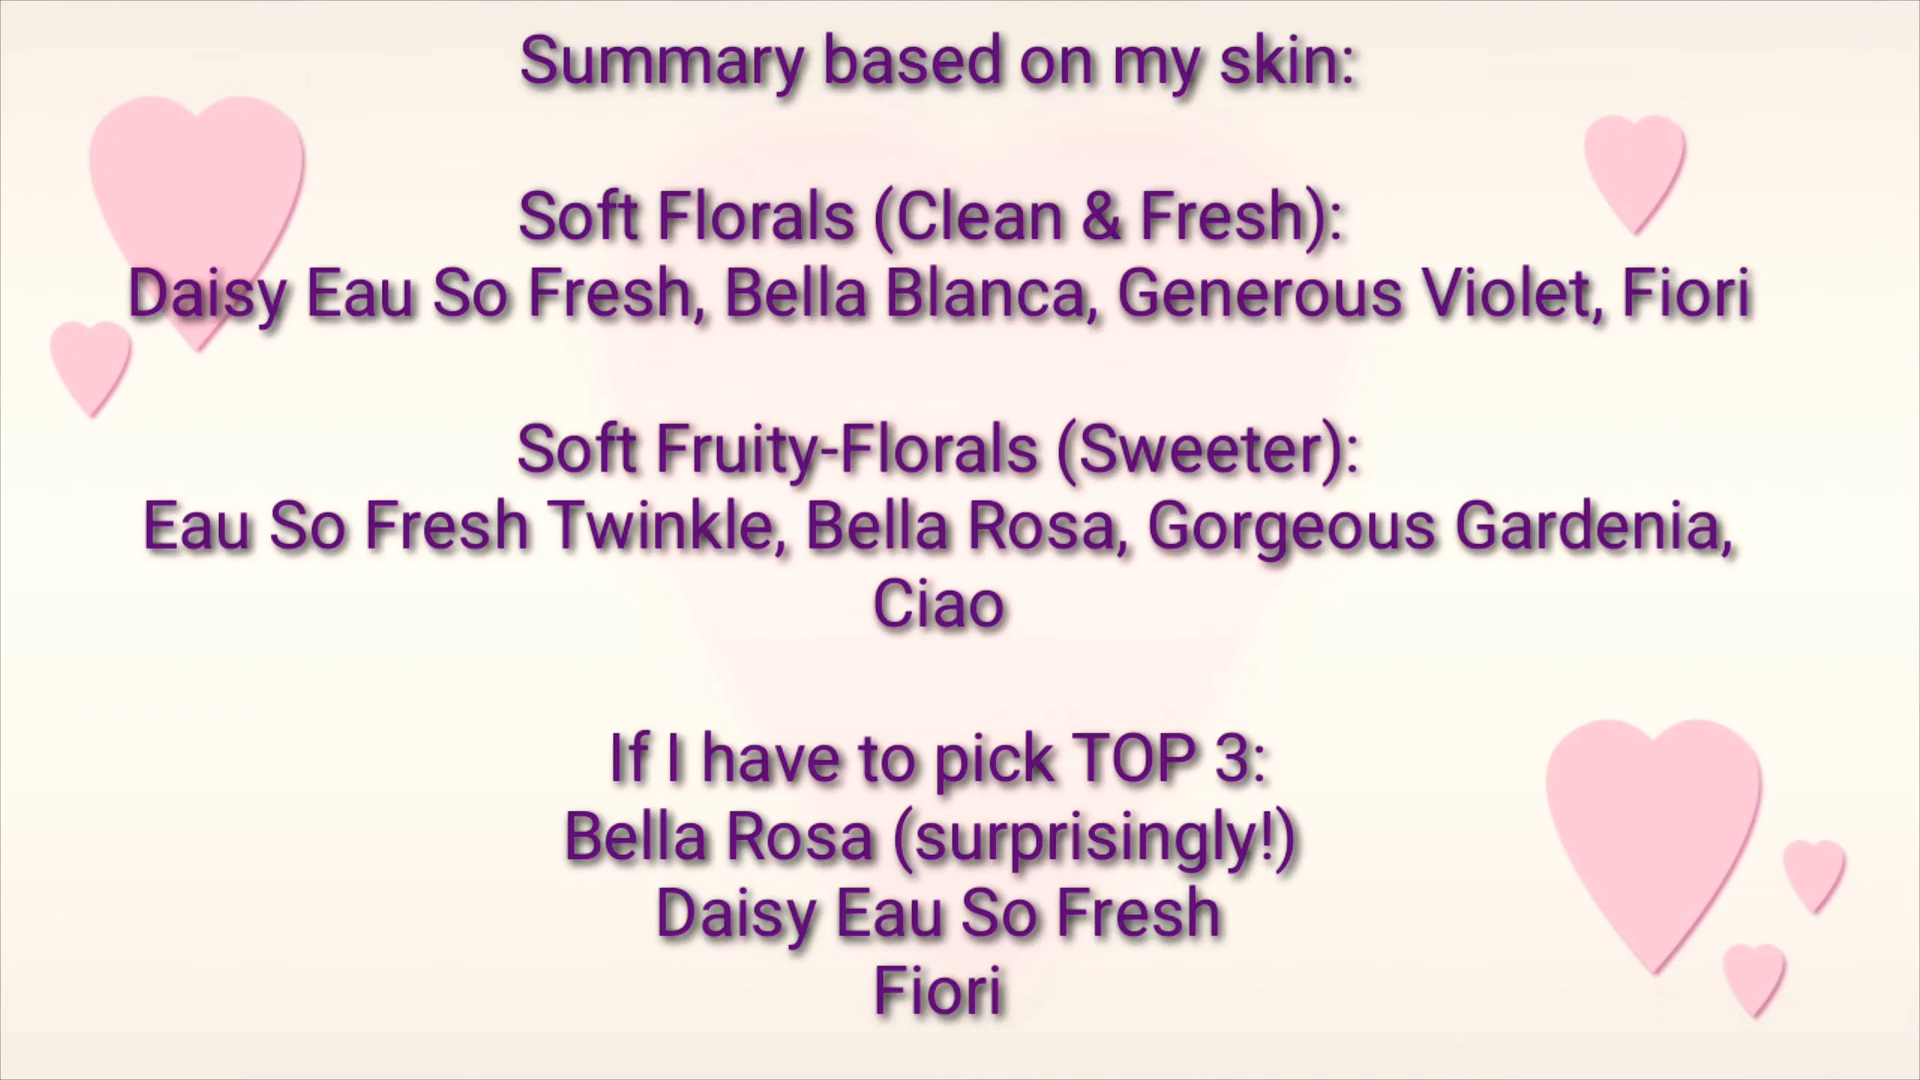 Summary based on my skin:
Soft Florals (Clean & Fresh):
Daisy Eau So Fresh, Bella Blanca, Generous Violet, Fiori
Soft Fruity-Florals (Sweeter):
Eau So Fresh Twinkle, Bella Rosa, Gorgeous Gardenia,
Ciao
If I have to pick TOP 3:
Bella Rosa (surprisingly!)
Daisy Eau So Fresh
Fiori